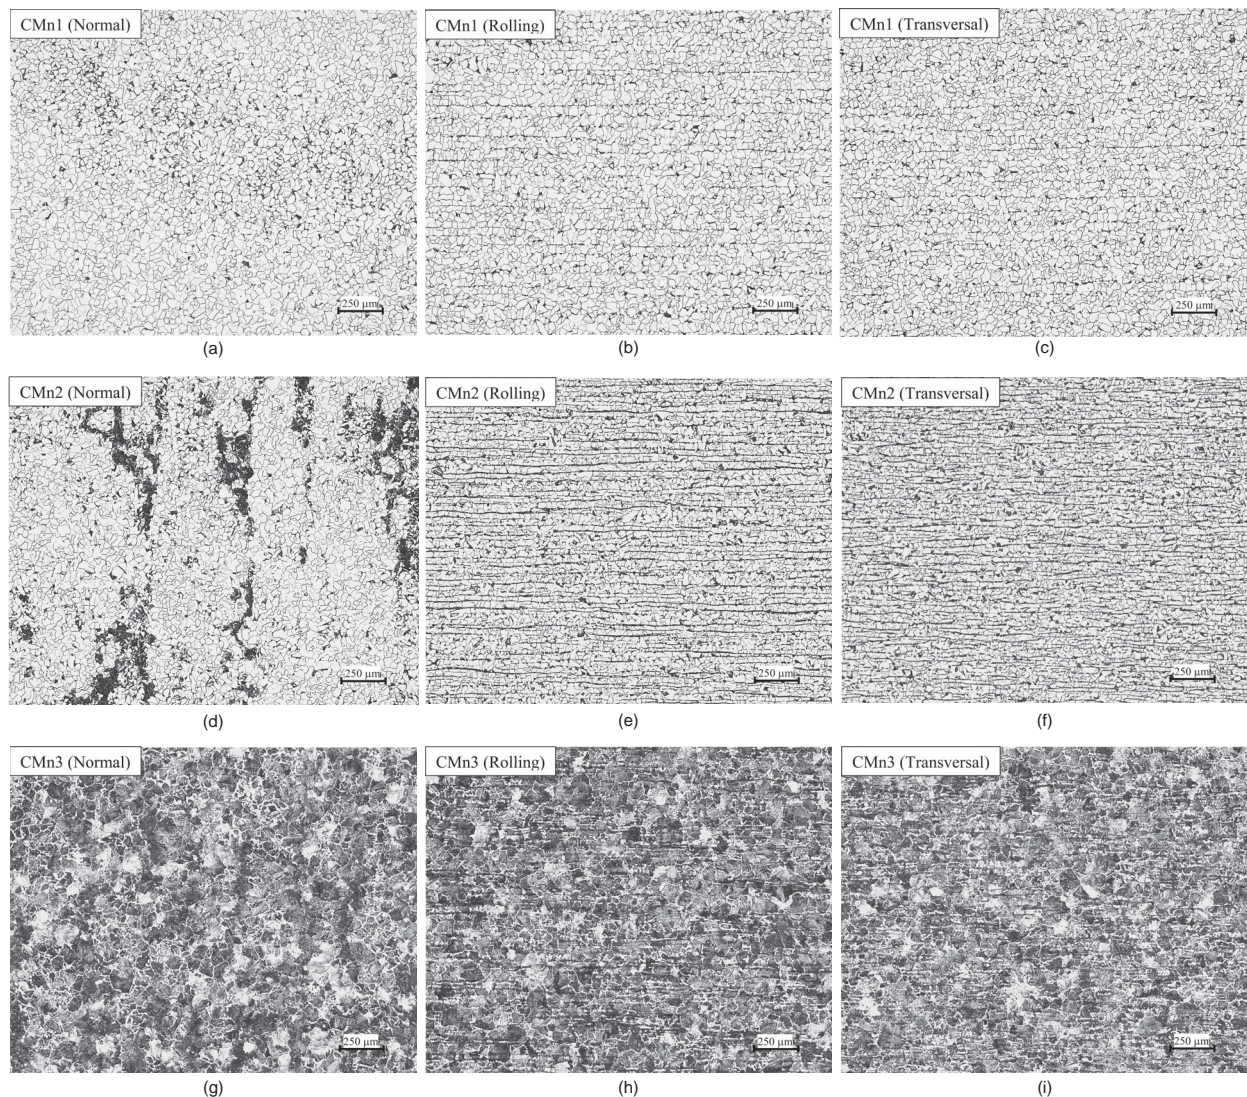 CMn1 (Normal)
CMn1 (Rolling)
CMn1 (Transversal)
250 μm
250 μm
250 μm
(a)
(b)
(c)
CMn2 (Normal)
CMn2 (Rolling)
CMn2 (Transversal)
250 μm
250 μm
250 μm
(d)
(e)
(f)
CMn3 (Normal)
CMn3 (Rolling)
CMn3 (Transversal)
250 μm
250 μm
250 μm
(g)
(h)
(i)